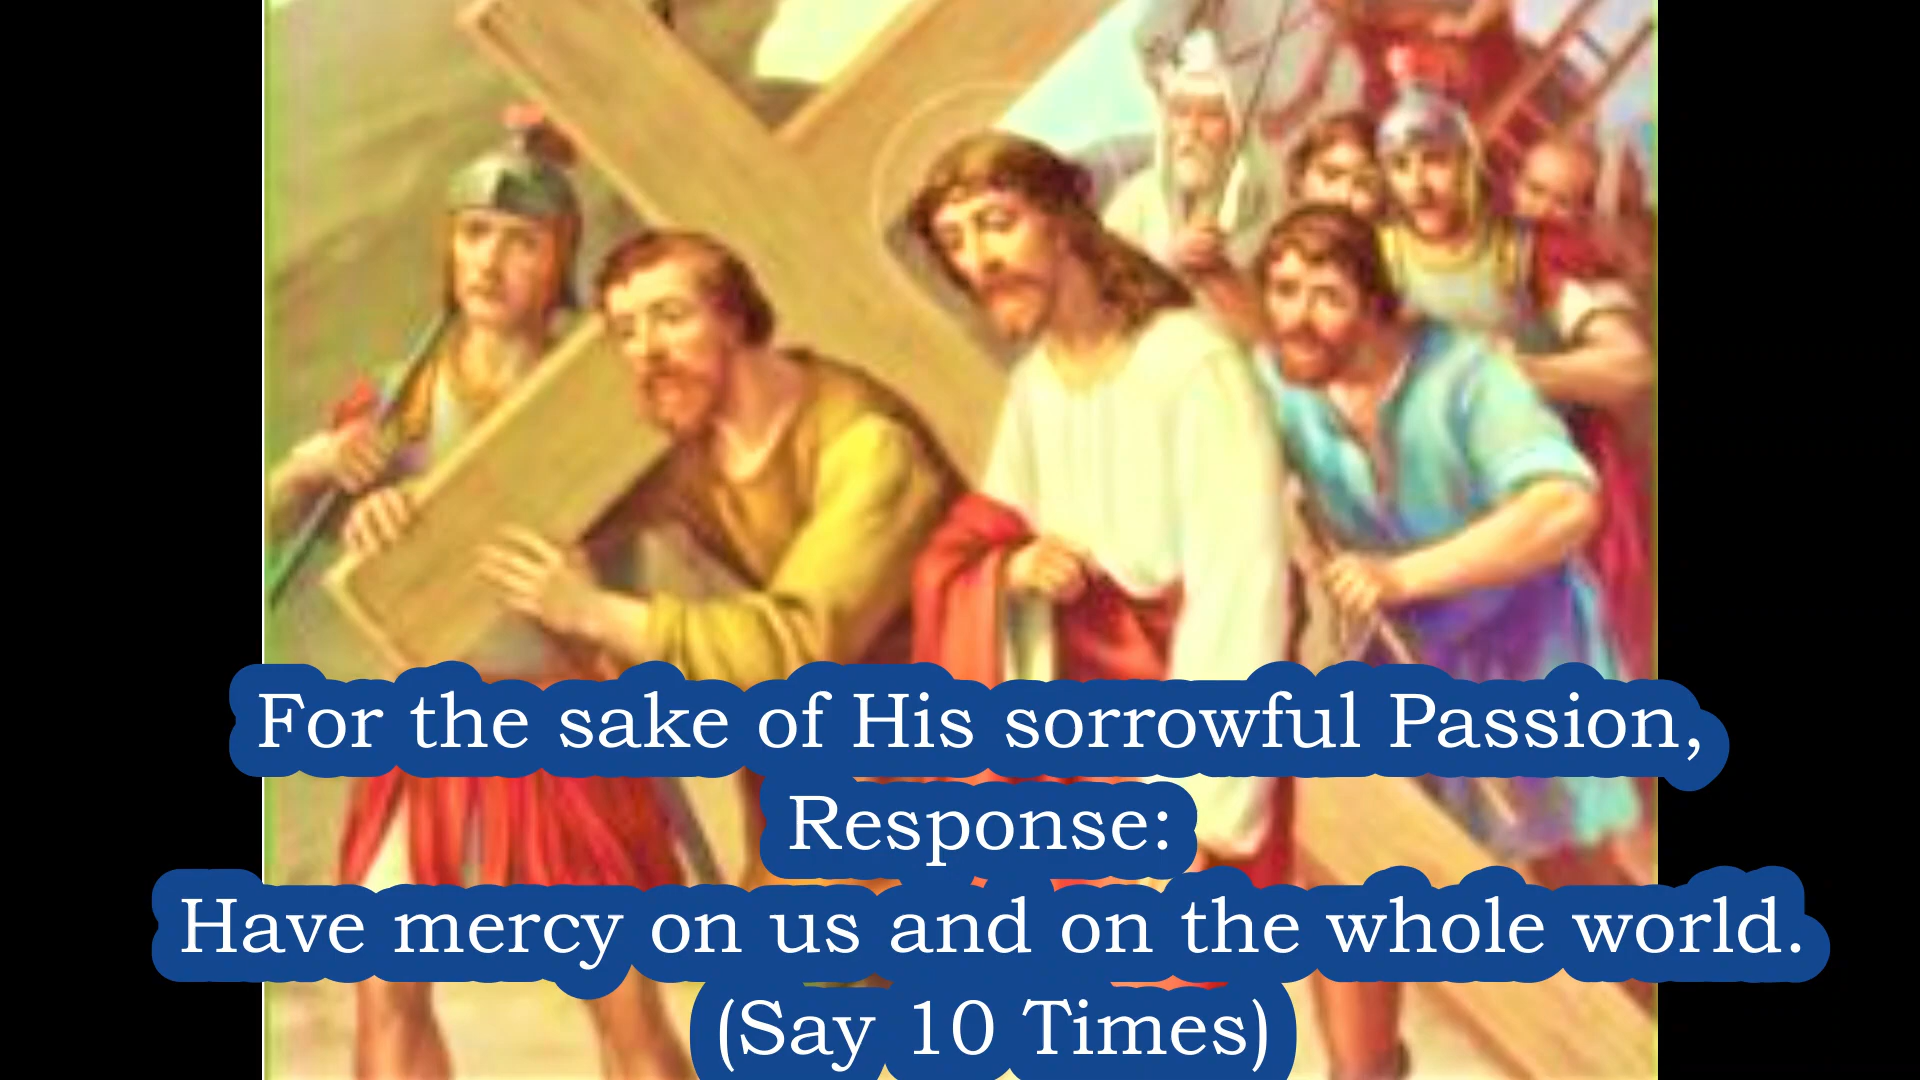 For the sake of His sorrowful Passion,
Response:
Have mercy on us and on the whole world.
(Say 10 Times)